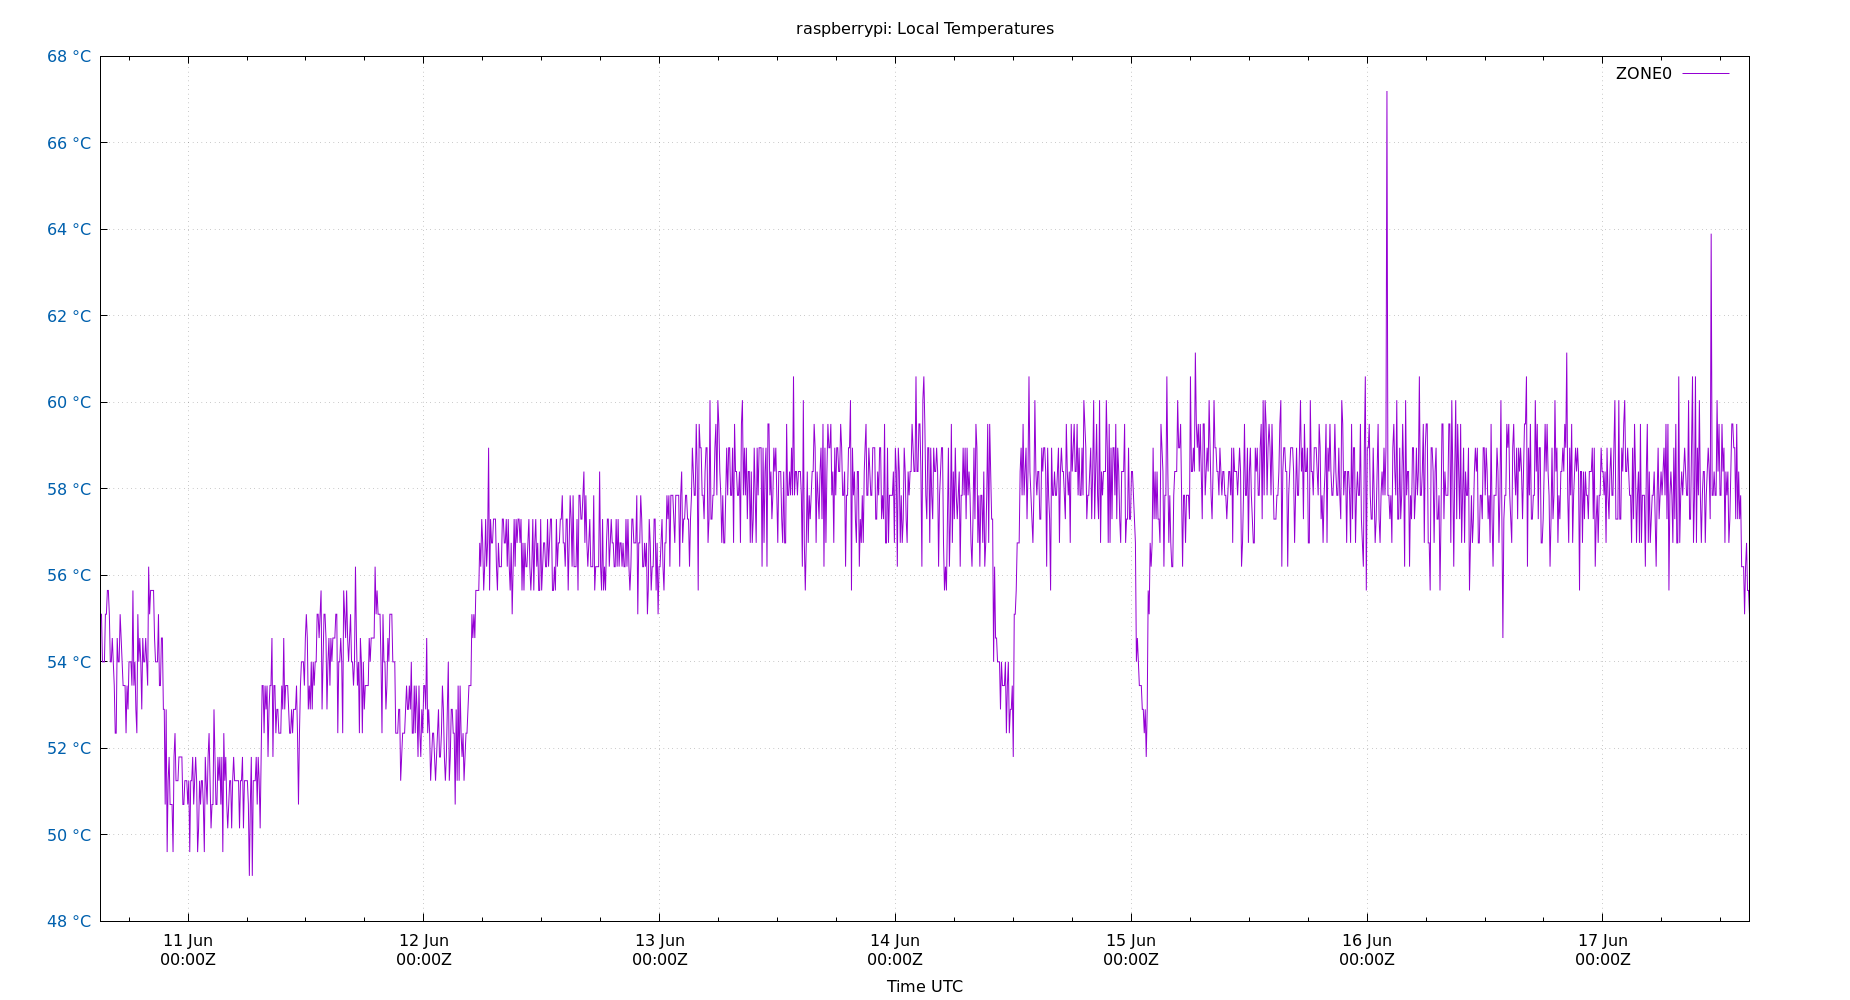 raspberrypi: Local Temperatures
ZONE0
68 °C
66 °C
64 °C
62 °C
60 °C
58 °C
56 °C
54 °C
52 °C
50 °C
48 °C
11 Jun
00:00Z
12 Jun
00:00Z
13 Jun
00:00Z
14 Jun
00:00Z
15 Jun
00:00Z
16 Jun
00:00Z
17 Jun
00:00Z
Time UTC